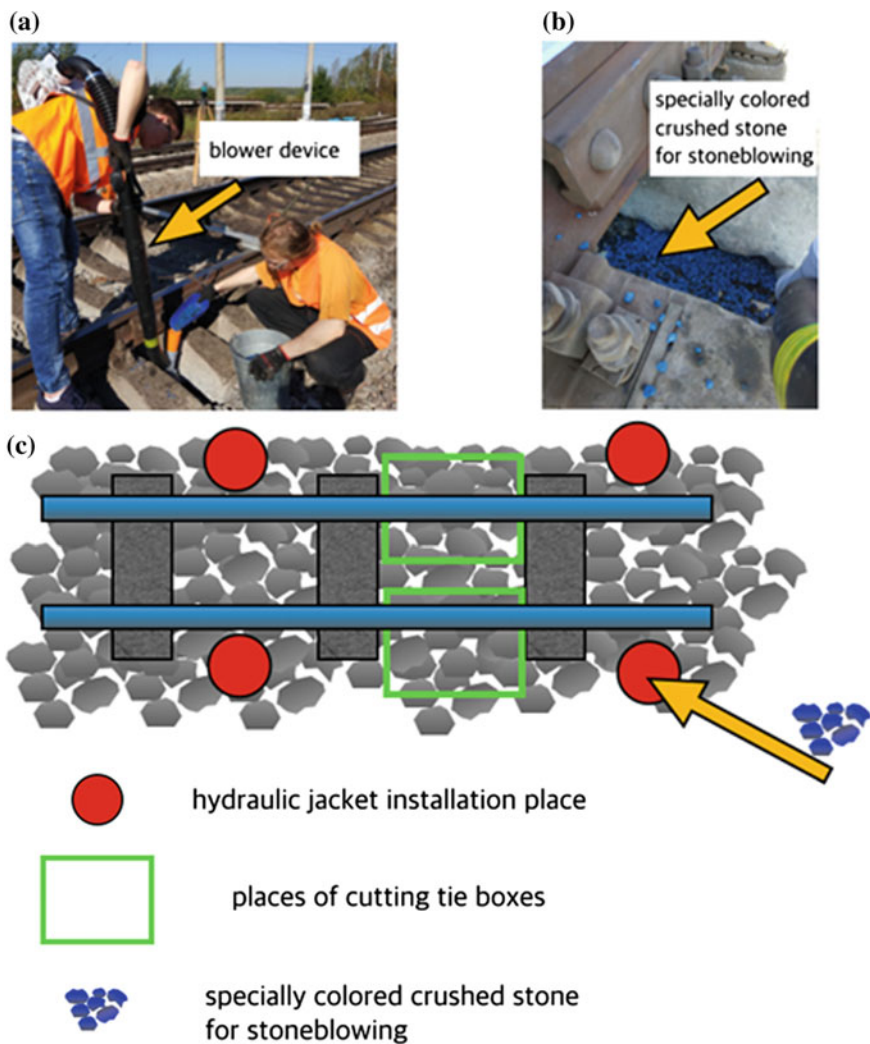 (a)
(b)
blower device
specially colored
crushed stone
for stoneblowing
(c)
hydraulic jacket installation place
places of cutting tie boxes
specially colored crushed stone
for stoneblowing